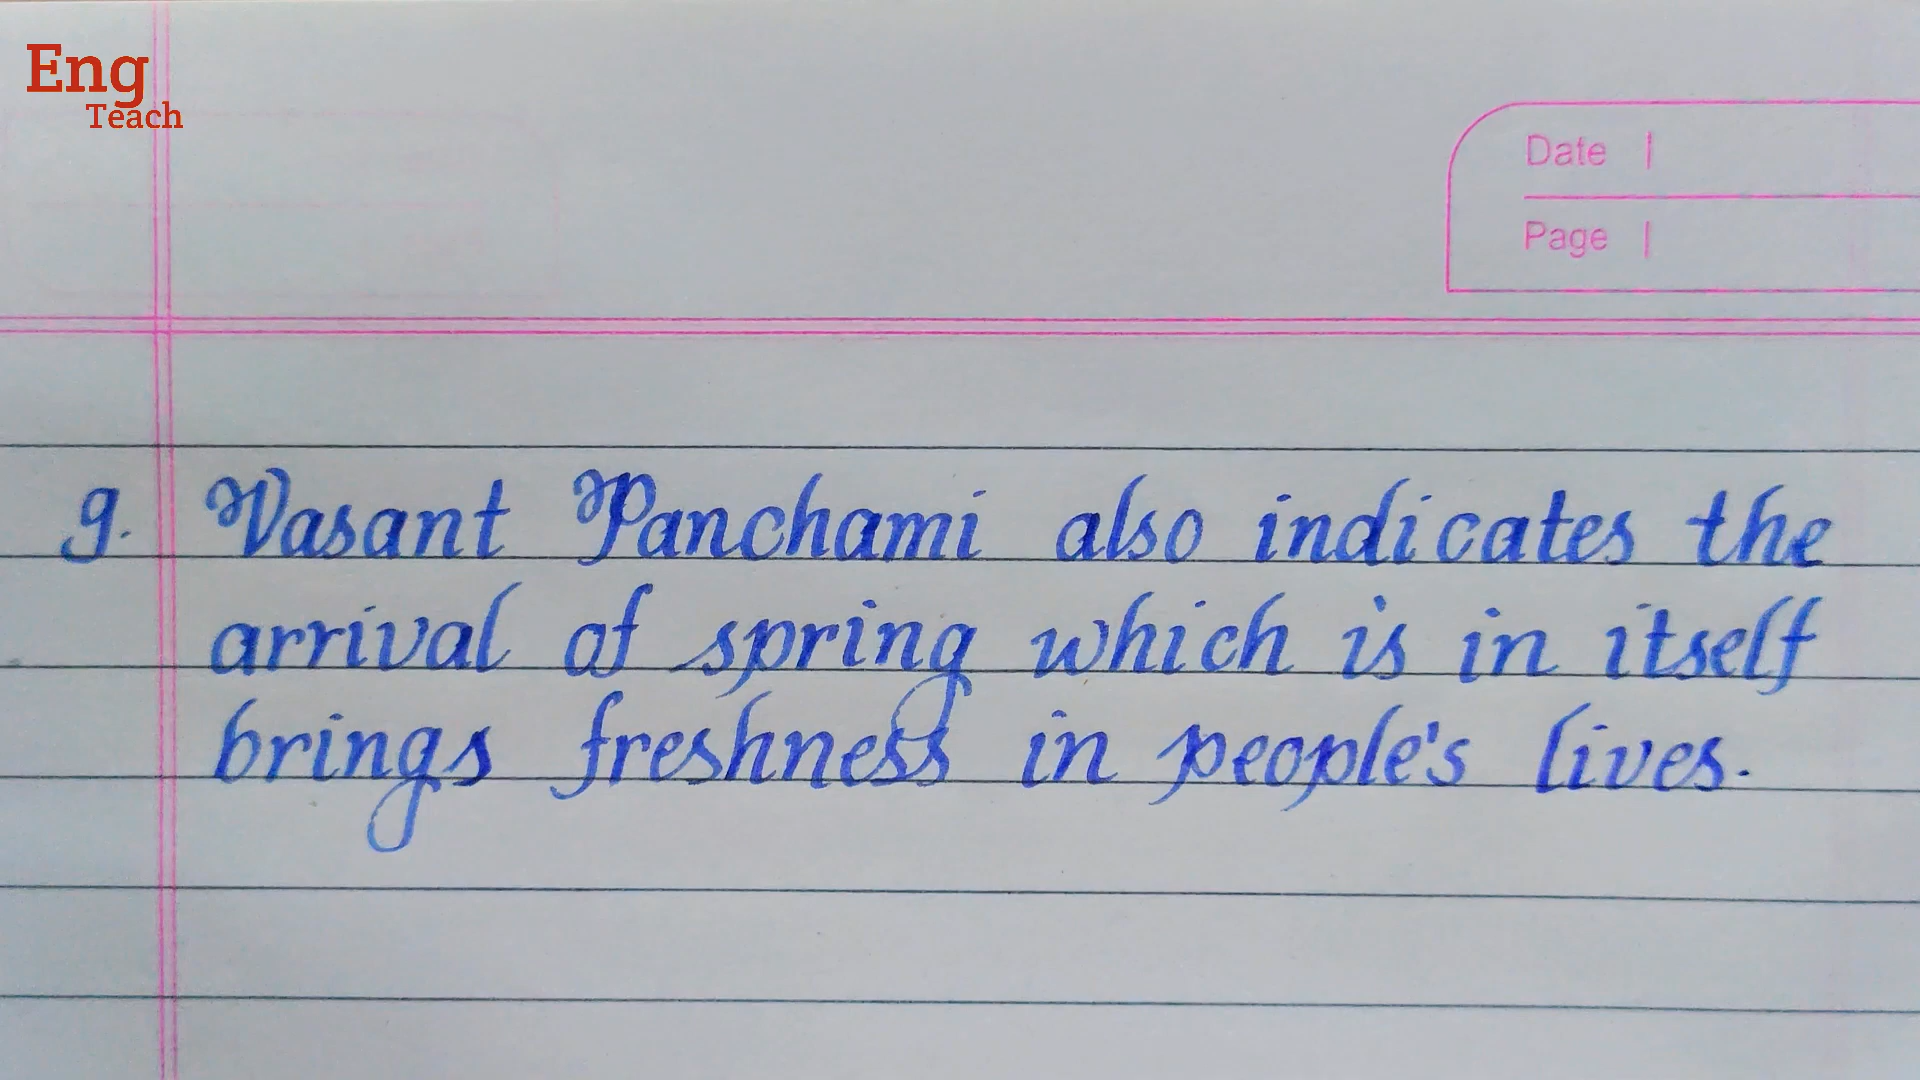 Eng
Teach
Date |
Page |
9. Vasant Panchami also indicates the
arrival of spring which is in itself
brings freshness in people's lives.